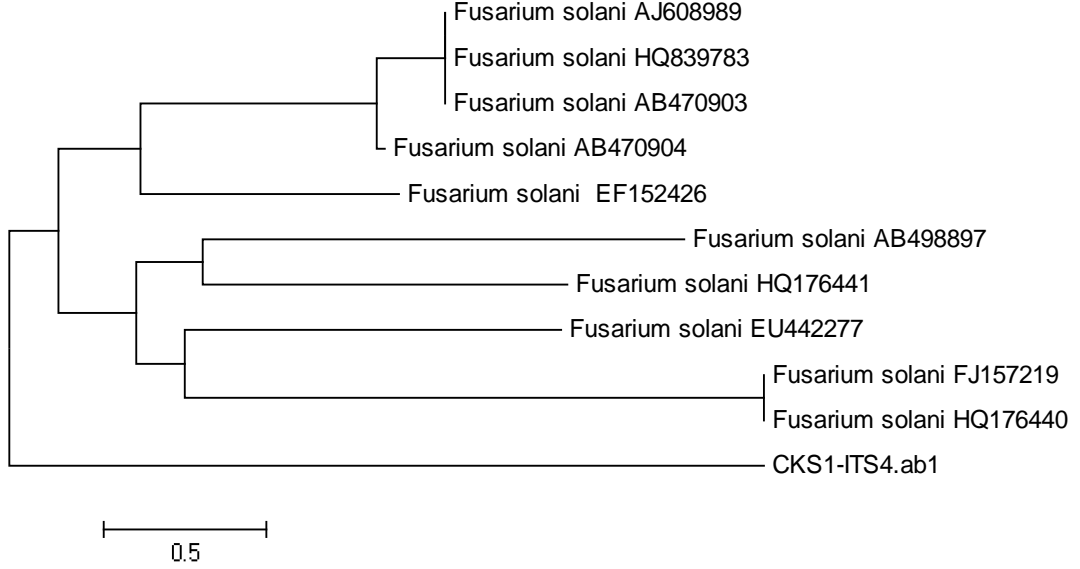 Fusarium solani AJ608989
Fusarium solani HQ839783
Fusarium solani AB470903
Fusarium solani AB470904
Fusarium solani  EF152426
Fusarium solani AB498897
Fusarium solani HQ176441
Fusarium solani EU442277
Fusarium solani FJ157219
Fusarium solani HQ176440
CKS1-ITS4.ab1
0.5